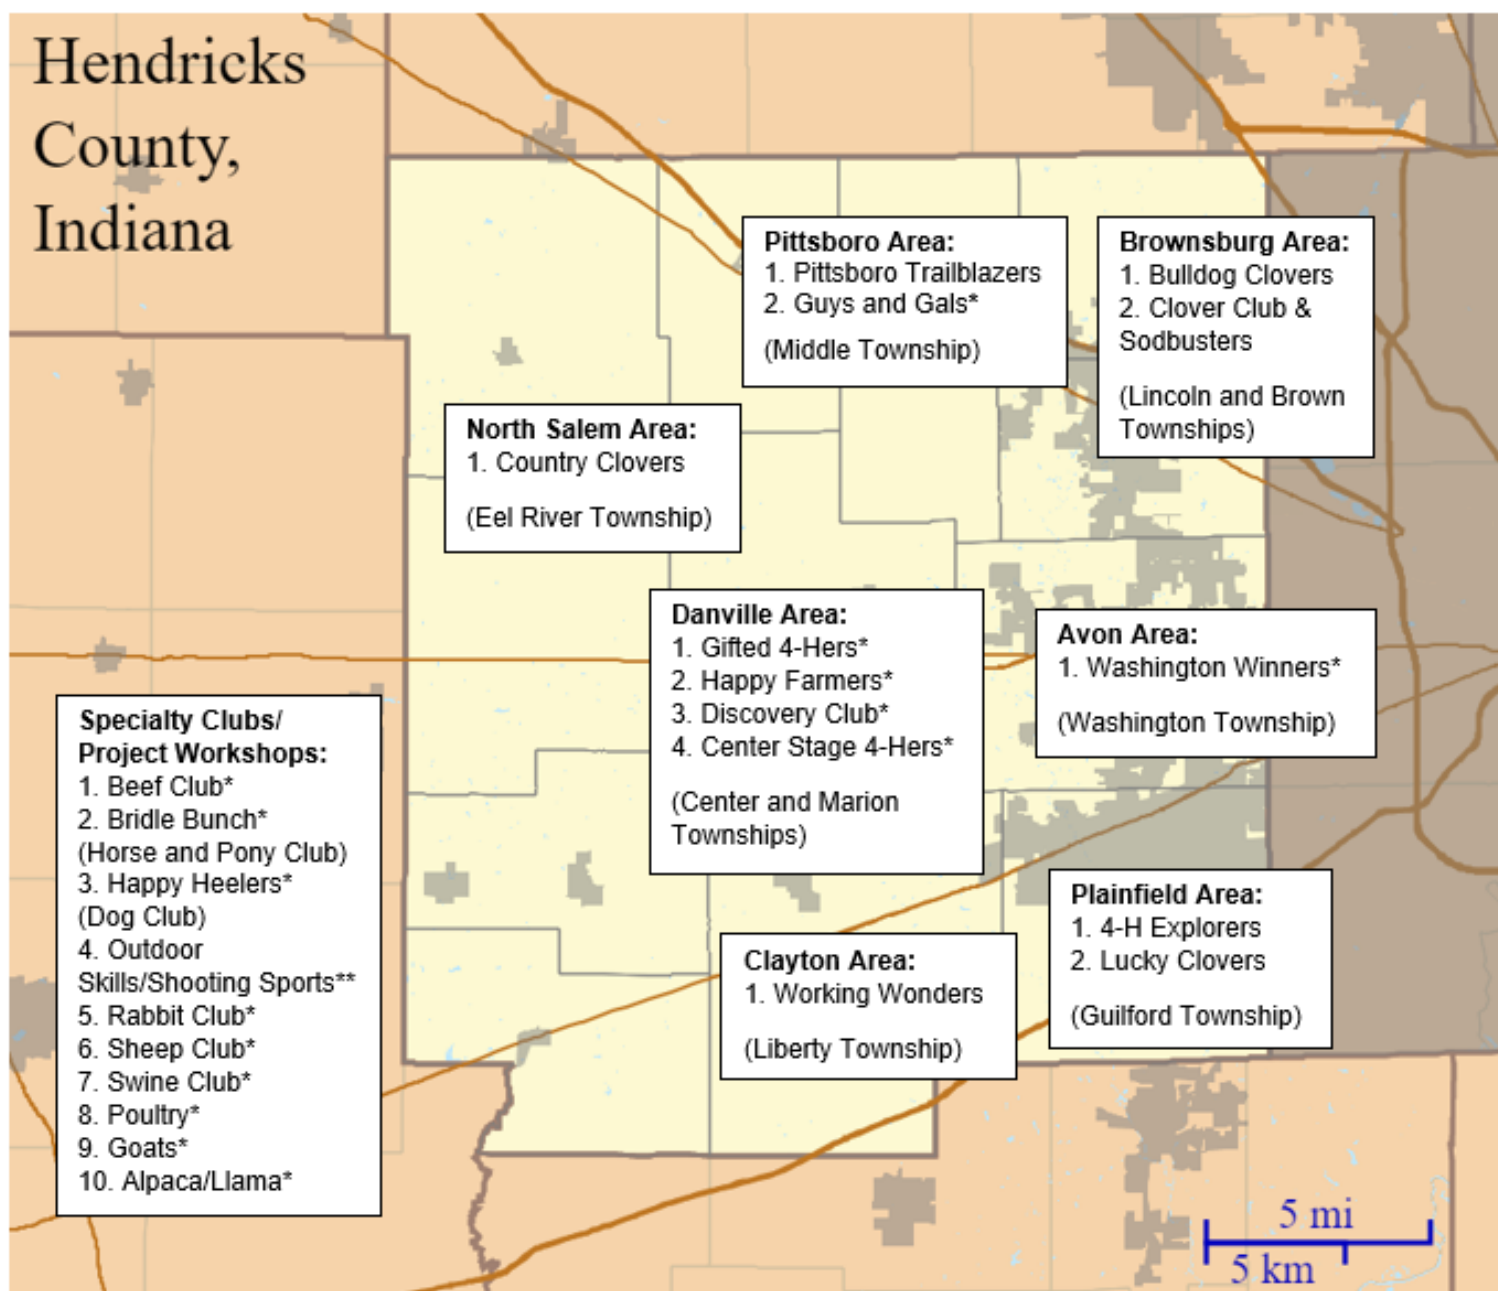 Hendricks
County,
Indiana
Pittsboro Area:
1. Pittsboro Trailblazers
2. Guys and Gals*
(Middle Township)
Brownsburg Area:
1. Bulldog Clovers
2. Clover Club &
Sodbusters
(Lincoln and Brown
Townships)
North Salem Area:
1. Country Clovers
(Eel River Township)
Danville Area:
1. Gifted 4-Hers*
2. Happy Farmers*
3. Discovery Club*
4. Center Stage 4-Hers*
(Center and Marion
Townships)
Avon Area:
1. Washington Winners*
(Washington Township)
Specialty Clubs/
Project Workshops:
1. Beef Club*
2. Bridle Bunch*
(Horse and Pony Club)
3. Happy Heelers*
(Dog Club)
4. Outdoor
Skills/Shooting Sports**
5. Rabbit Club*
6. Sheep Club*
7. Swine Club*
8. Poultry*
9. Goats*
10. Alpaca/Llama*
Plainfield Area:
1. 4-H Explorers
2. Lucky Clovers
(Guilford Township)
Clayton Area:
1. Working Wonders
(Liberty Township)
5 mi
5 km